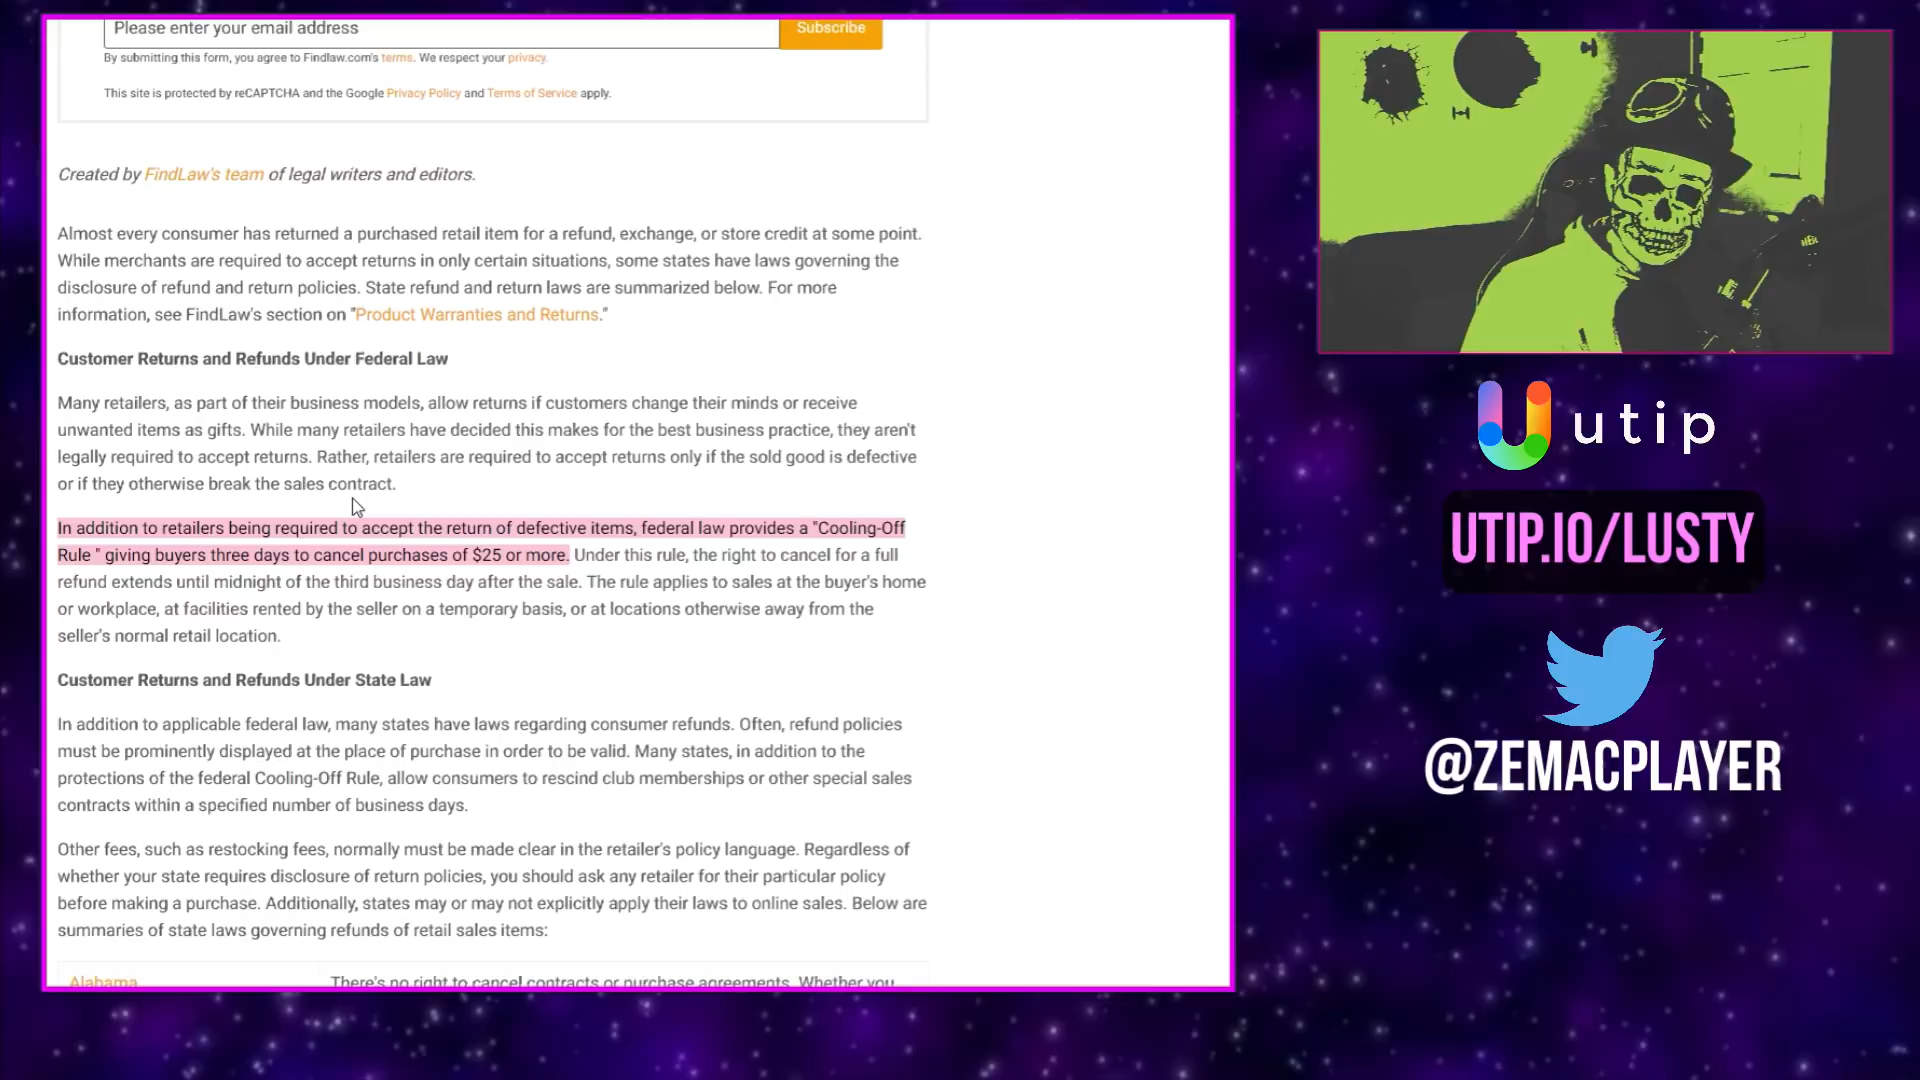 Please enter your email address
Subscribe
By submitting this form, you agree to Findlaw.com's terms. We respect your privacy.
This site is protected by reCAPTCHA and the Google Privacy Policy and Terms of Service apply.
Created by FindLaw's team of legal writers and editors.
Almost every consumer has returned a purchased retail item for a refund, exchange, or store credit at some point.
While merchants are required to accept returns in only certain situations, some states have laws governing the
disclosure of refund and return policies. State refund and return laws are summarized below. For more
information, see FindLaw's section on "Product Warranties and Returns."
Customer Returns and Refunds Under Federal Law
Many retailers, as part of their business models, allow returns if customers change their minds or receive
unwanted items as gifts. While many retailers have decided this makes for the best business practice, they aren't
legally required to accept returns. Rather, retailers are required to accept returns only if the sold good is defective
or if they otherwise break the sales contract.
In addition to retailers being required to accept the return of defective items, federal law provides a "Cooling-Off
Rule " giving buyers three days to cancel purchases of $25 or more. Under this rule, the right to cancel for a full
refund extends until midnight of the third business day after the sale. The rule applies to sales at the buyer's home
or workplace, at facilities rented by the seller on a temporary basis, or at locations otherwise away from the
seller's normal retail location.
Customer Returns and Refunds Under State Law
In addition to applicable federal law, many states have laws regarding consumer refunds. Often, refund policies
must be prominently displayed at the place of purchase in order to be valid. Many states, in addition to the
protections of the federal Cooling-Off Rule, allow consumers to rescind club memberships or other special sales
contracts within a specified number of business days.
Other fees, such as restocking fees, normally must be made clear in the retailer's policy language. Regardless of
whether your state requires disclosure of return policies, you should ask any retailer for their particular policy
before making a purchase. Additionally, states may or may not explicitly apply their laws to online sales. Below are
summaries of state laws governing refunds of retail sales items:
Alabama
There's no right to cancel contracts or purchase agreements. Whether you
utip
UTIP.IO/LUSTY
@ZEMACPLAYER